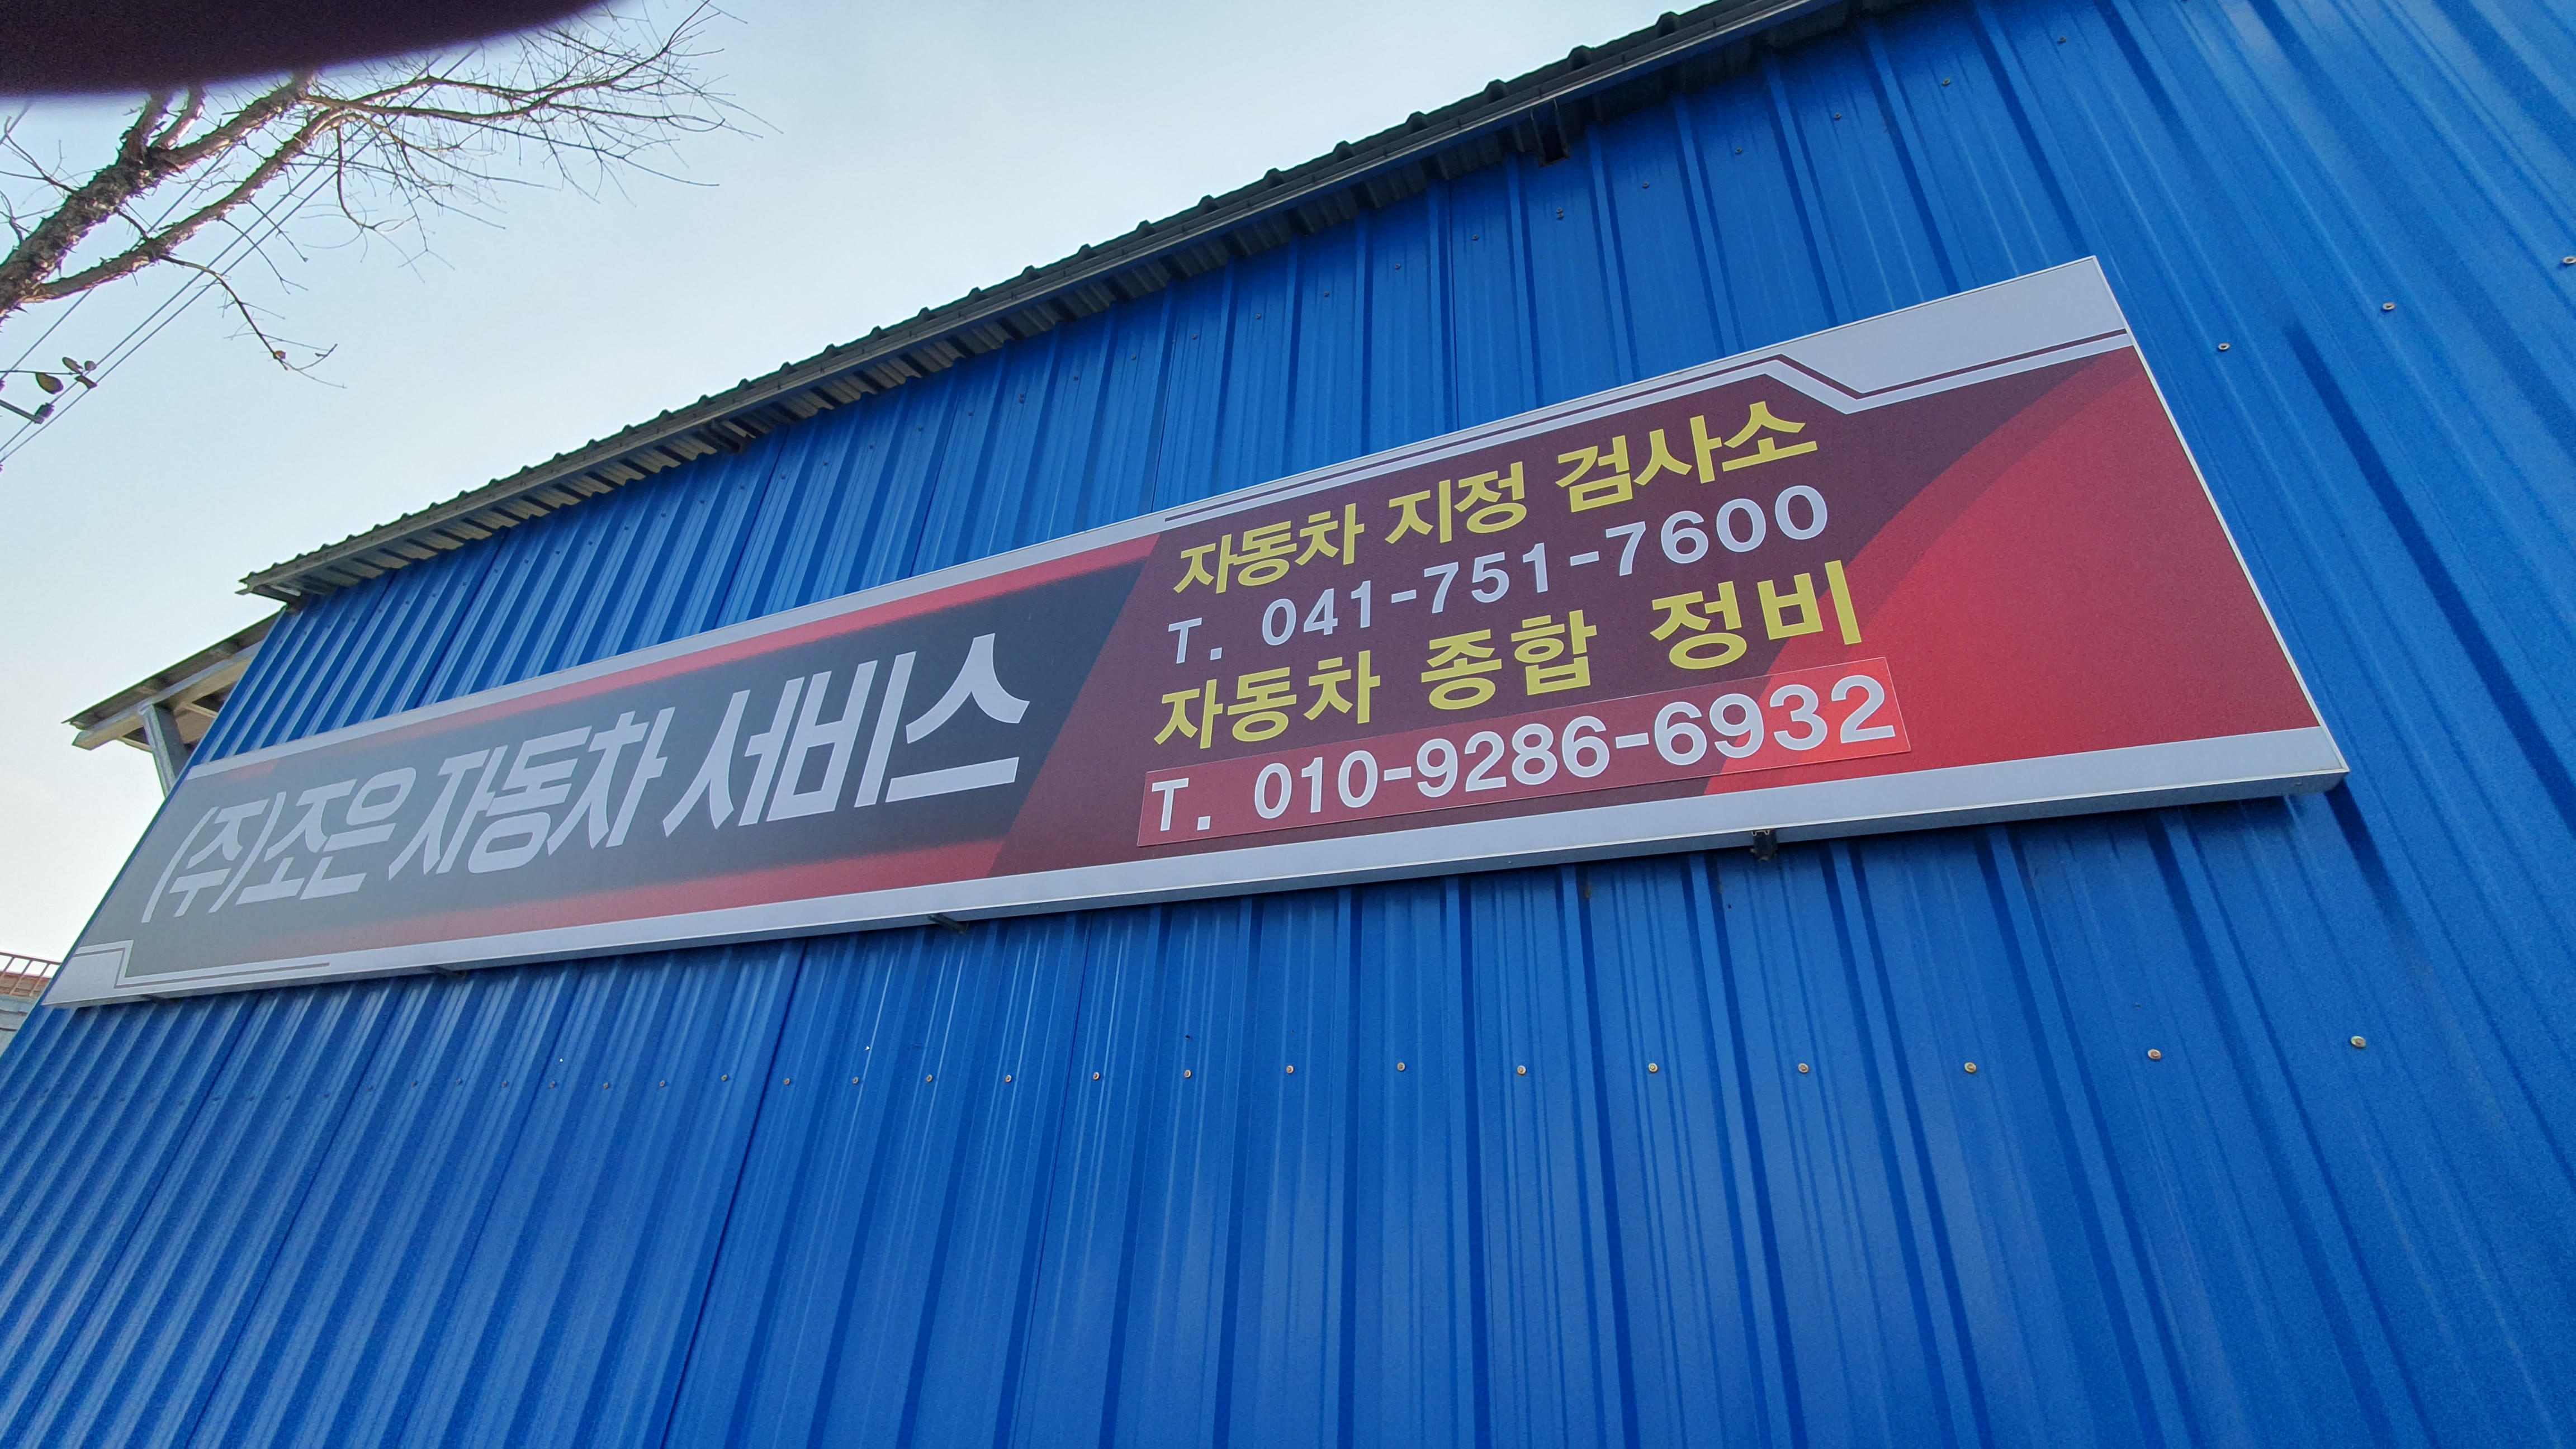 (주)조은 자동차 서비스
자동차 지정 검사소
T. 041-751-7600
자동차 종합 정비
T. 010-9286-6932